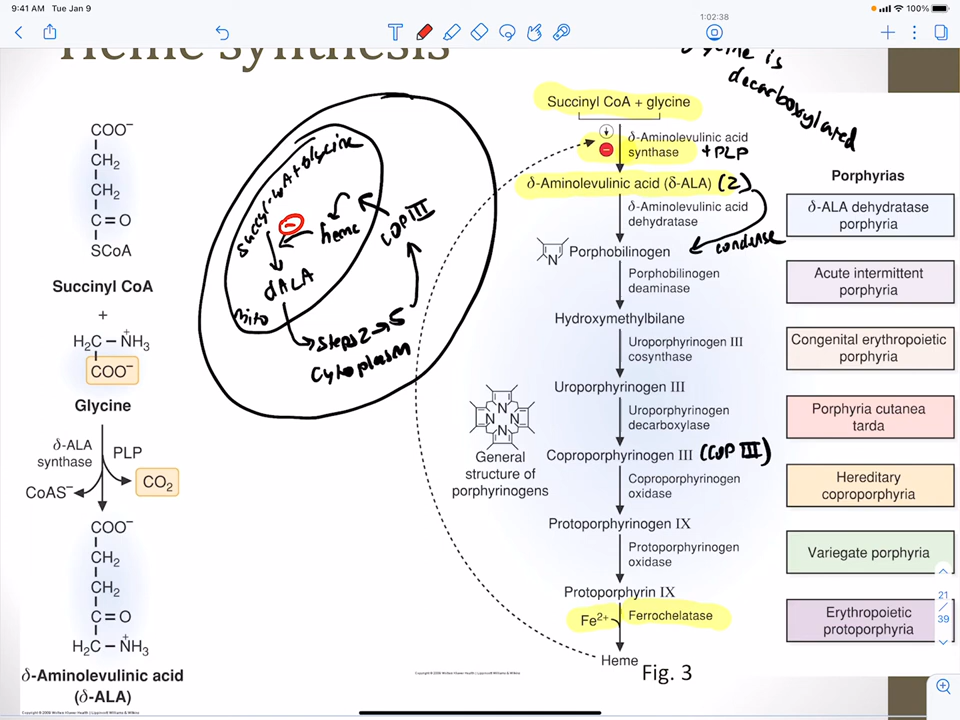 9:41 AM Tue Jan 9
100%
1:02:38
Heme synthesis
glycine is
decarboxylated
COO−
CH2
CH2
C=O
SCoA
Succinyl CoA
+
H2C − NH3
+
COO−
Glycine
δ-ALA
synthase
PLP
CoAS−
CO2
COO−
CH2
CH2
C=O
H2C − NH3
+
δ-Aminolevulinic acid
(δ-ALA)
succinyl-coA + Glycine
−
heme
dALA
mito
COP III
steps 2 → 5
cytoplasm
Succinyl CoA + glycine
δ-Aminolevulinic acid
synthase + PLP
δ-Aminolevulinic acid (δ-ALA) (2)
δ-Aminolevulinic acid
dehydratase
condense
N
Porphobilinogen
Porphobilinogen
deaminase
Hydroxymethylbilane
Uroporphyrinogen III
cosynthase
Uroporphyrinogen III
Uroporphyrinogen
decarboxylase
N
N N
N
General
structure of
porphyrinogens
Coproporphyrinogen III (COP III)
Coproporphyrinogen
oxidase
Protoporphyrinogen IX
Protoporphyrinogen
oxidase
Protoporphyrin IX
Fe2+
Ferrochelatase
Heme
Fig. 3
Porphyrias
δ-ALA dehydratase
porphyria
Acute intermittent
porphyria
Congenital erythropoietic
porphyria
Porphyria cutanea
tarda
Hereditary
coproporphyria
Variegate porphyria
Erythropoietic
protoporphyria
21
/
39